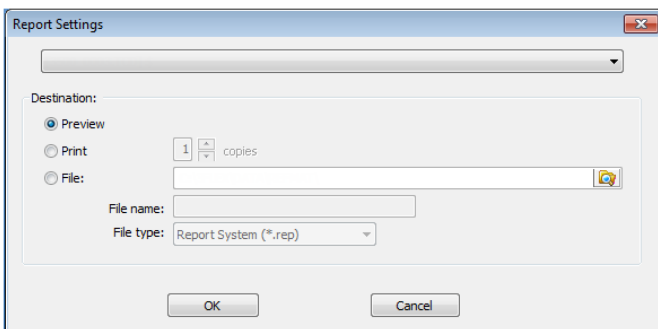 Report Settings
Destination:
Preview
Print 1 copies
File:
File name:
File type: Report System (*.rep)
OK Cancel